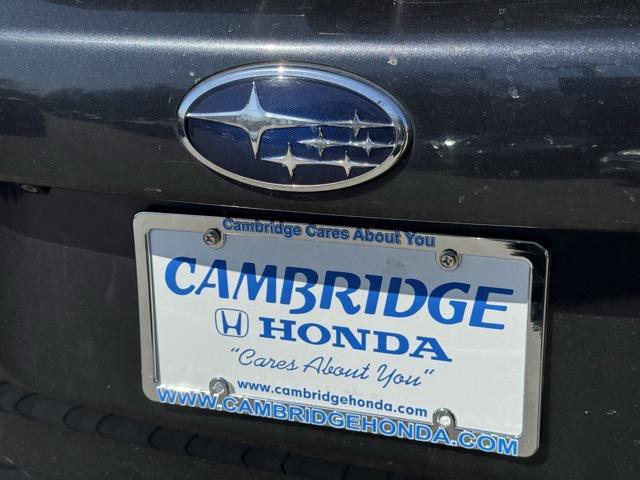 Cambridge Cares About You
CAMBRIDGE
HONDA
"Cares About You"
www.cambridgehonda.com
WWW.CAMBRIDGEHONDA.COM